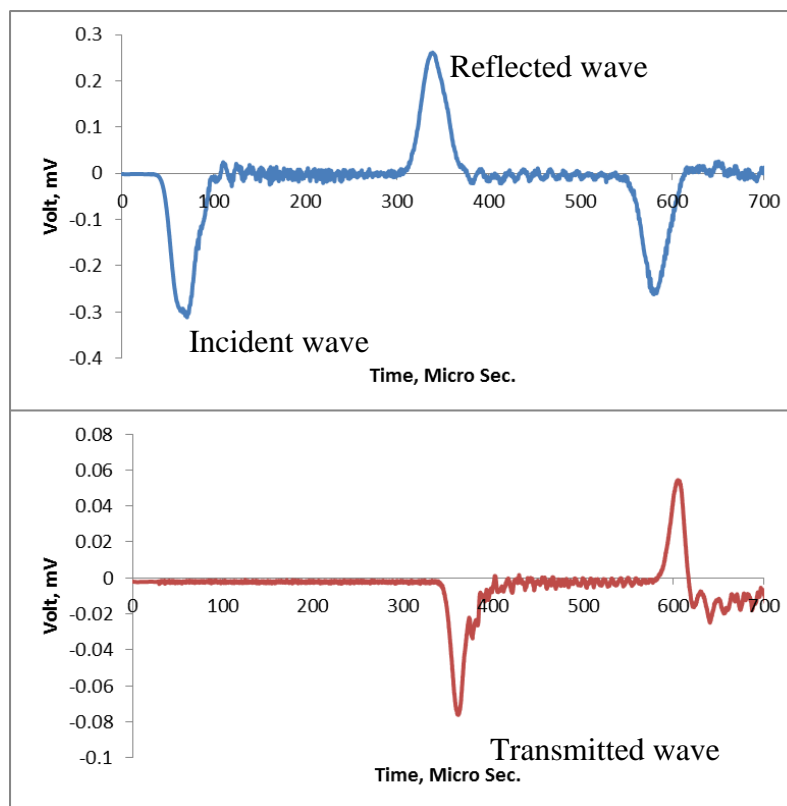 0.3
Reflected wave
0.2
0.1
0
0 100 200 300 400 500 600 700
-0.1
-0.2
-0.3
Incident wave
-0.4
Volt, mV
Time, Micro Sec.
0.08
0.06
0.04
0.02
0
0 100 200 300 400 500 600 700
-0.02
-0.04
-0.06
-0.08
Transmitted wave
-0.1
Volt, mV
Time, Micro Sec.